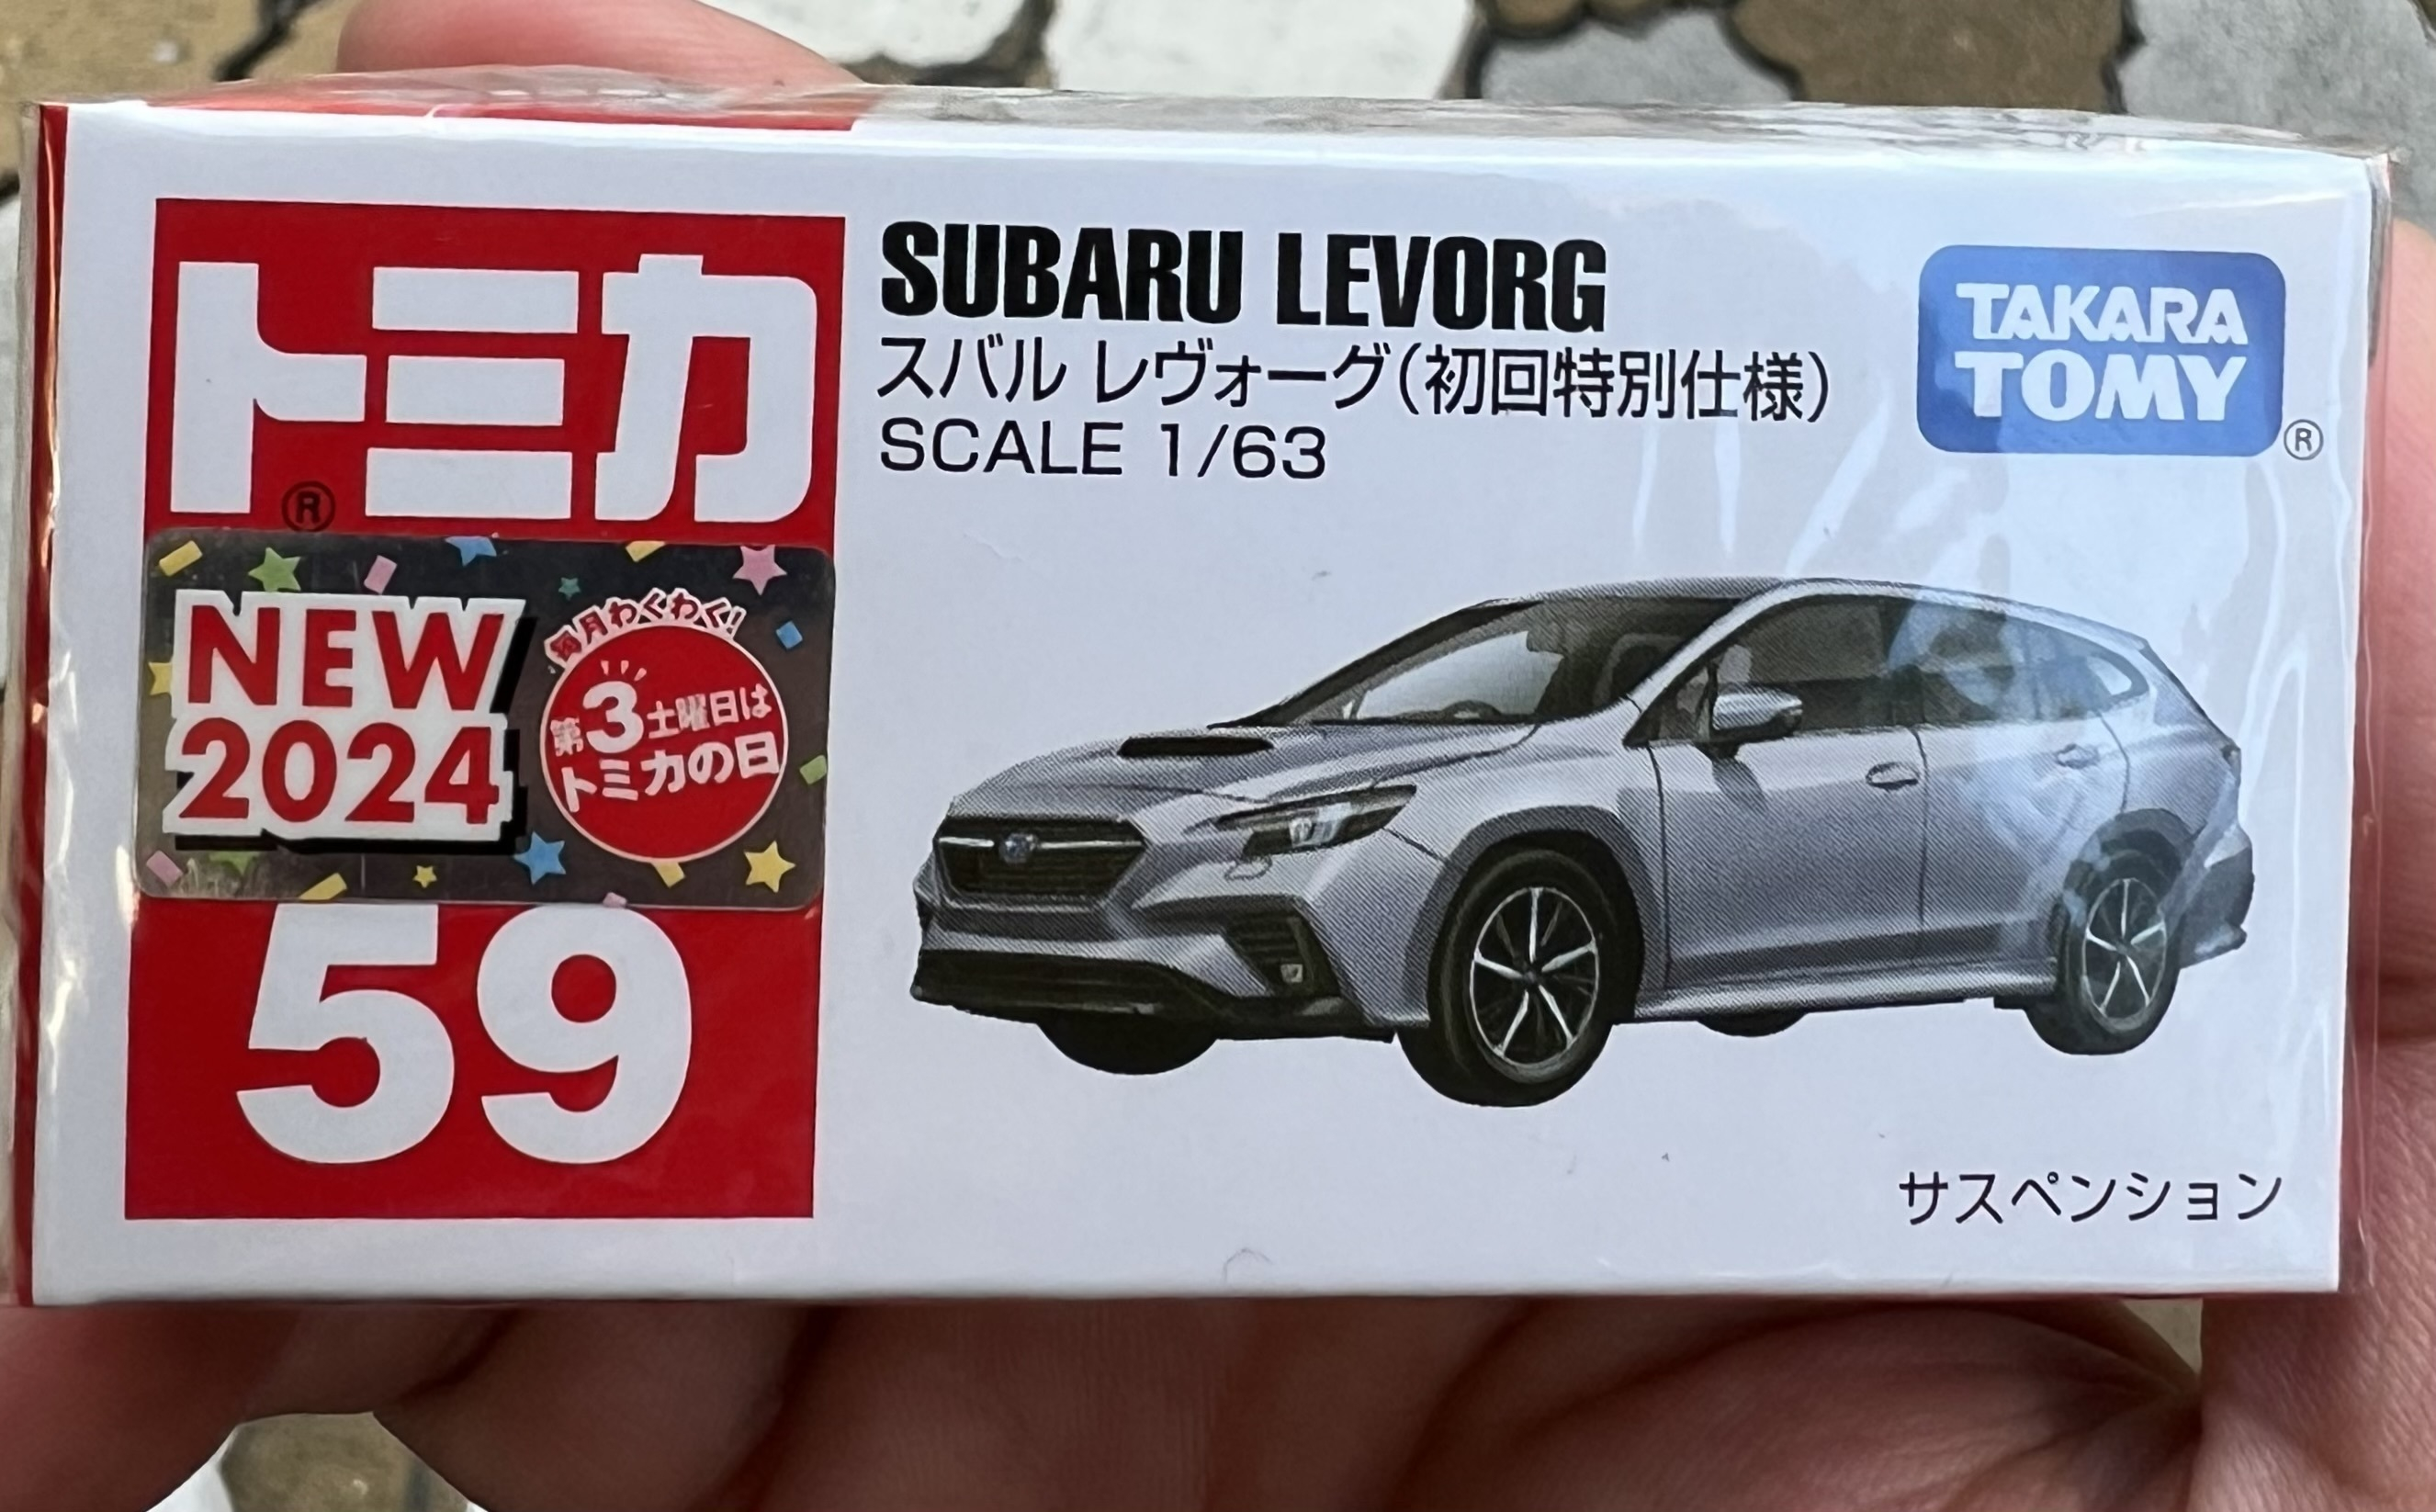 トミカ
®
NEW
2024
毎月わくわく!
第3土曜日は
トミカの日
59
SUBARU LEVORG
スバル レヴォーグ(初回特別仕様)
SCALE 1/63
TAKARA
TOMY
®
サスペンション